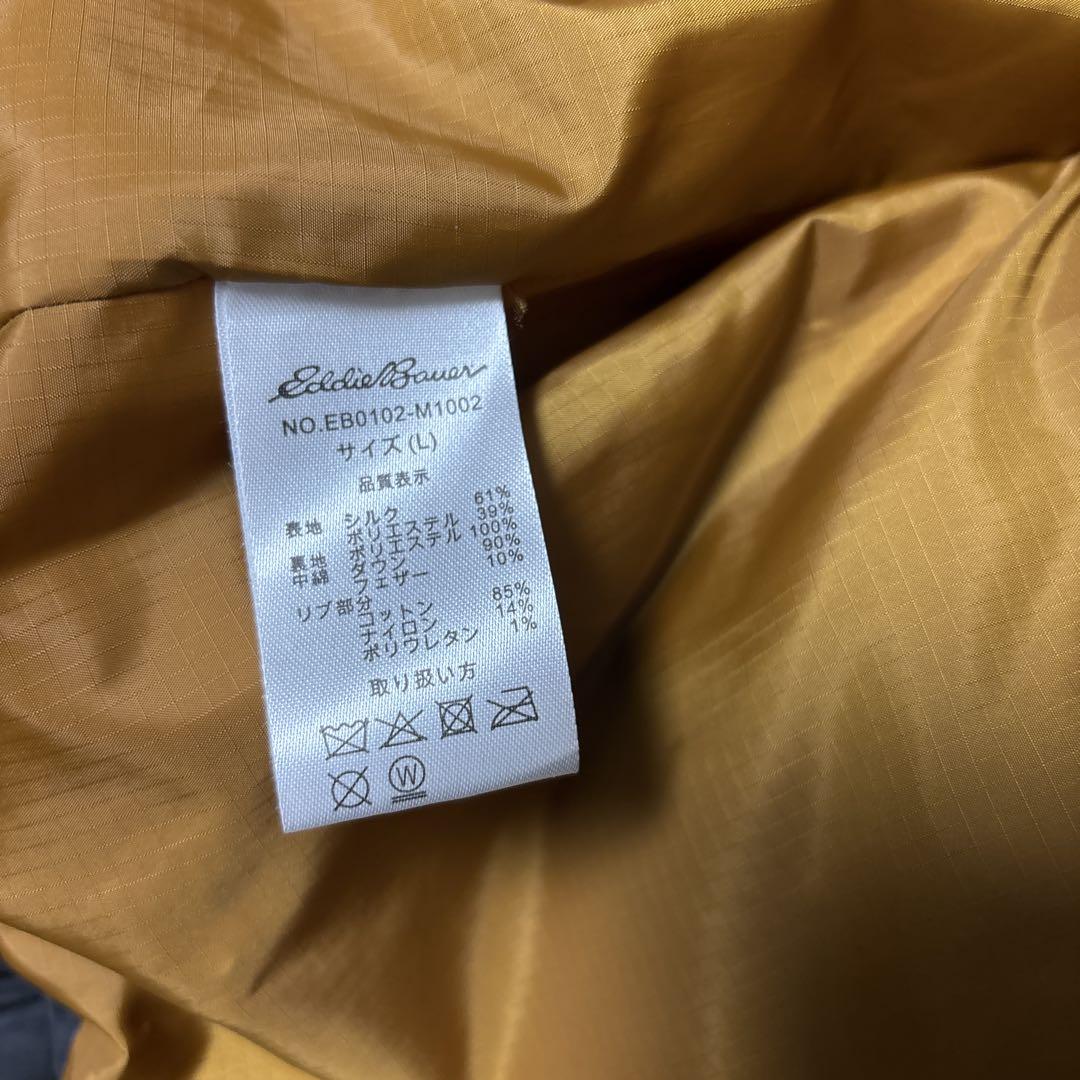 Eddie Bauer
NO.EB0102-M1002
サイズ(L)
品質表示
表地 シルク 61%
ポリエステル 39%
裏地 ポリエステル 100%
中綿 ダウン 90%
フェザー 10%
リブ部分
コットン 85%
ナイロン 14%
ポリウレタン 1%
取り扱い方
W